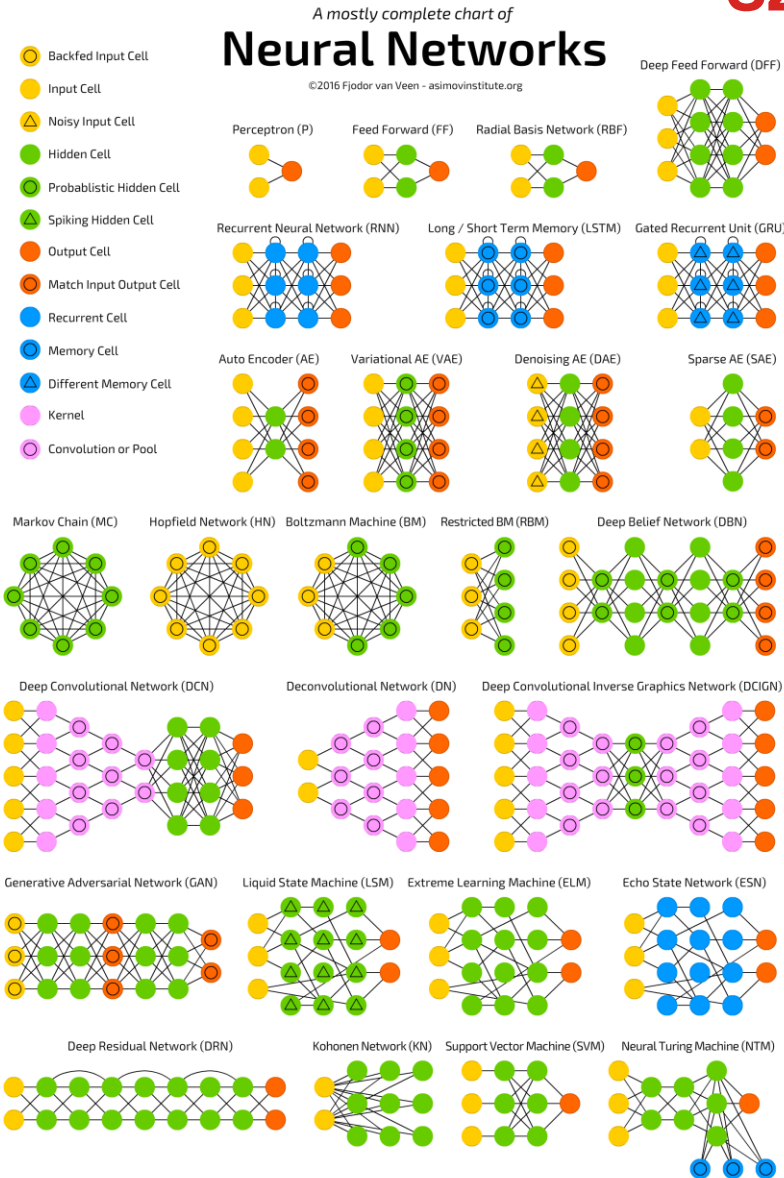 A mostly complete chart of
Neural Networks
©2016 Fjodor van Veen - asimovinstitute.org
Backfed Input Cell
Input Cell
Noisy Input Cell
Hidden Cell
Probablistic Hidden Cell
Spiking Hidden Cell
Output Cell
Match Input Output Cell
Recurrent Cell
Memory Cell
Different Memory Cell
Kernel
Convolution or Pool
Deep Feed Forward (DFF)
Perceptron (P)
Feed Forward (FF)
Radial Basis Network (RBF)
Recurrent Neural Network (RNN)
Long / Short Term Memory (LSTM)
Gated Recurrent Unit (GRU)
Auto Encoder (AE)
Variational AE (VAE)
Denoising AE (DAE)
Sparse AE (SAE)
Markov Chain (MC)
Hopfield Network (HN)
Boltzmann Machine (BM)
Restricted BM (RBM)
Deep Belief Network (DBN)
Deep Convolutional Network (DCN)
Deconvolutional Network (DN)
Deep Convolutional Inverse Graphics Network (DCIGN)
Generative Adversarial Network (GAN)
Liquid State Machine (LSM)
Extreme Learning Machine (ELM)
Echo State Network (ESN)
Deep Residual Network (DRN)
Kohonen Network (KN)
Support Vector Machine (SVM)
Neural Turing Machine (NTM)